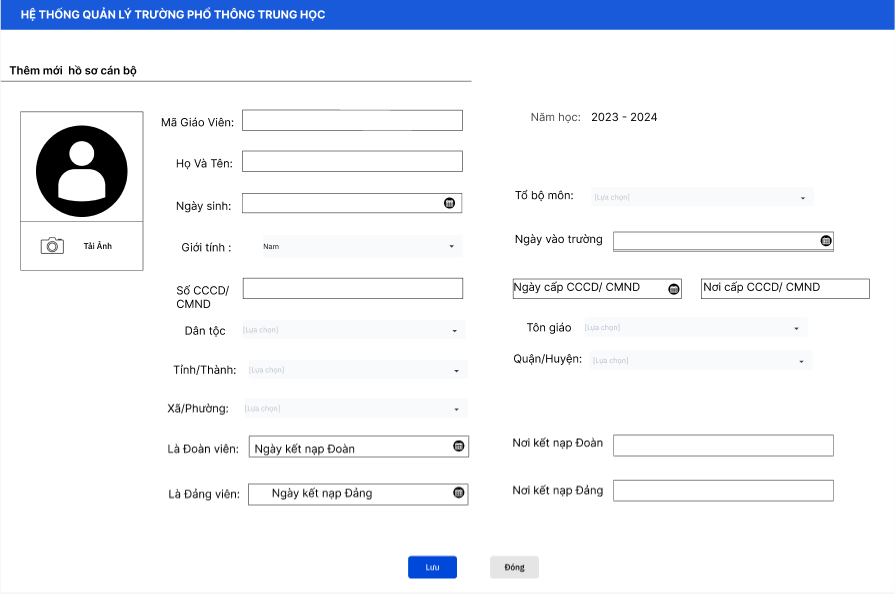 HỆ THỐNG QUẢN LÝ TRƯỜNG PHỔ THÔNG TRUNG HỌC
Thêm mới hồ sơ cán bộ
Tải Ảnh
Mã Giáo Viên:
Năm học: 2023 - 2024
Họ Và Tên:
Ngày sinh:
Tổ bộ môn: [Lựa chọn]
Giới tính : Nam
Ngày vào trường
Số CCCD/
CMND
Ngày cấp CCCD/ CMND
Nơi cấp CCCD/ CMND
Dân tộc [Lựa chọn]
Tôn giáo [Lựa chọn]
Tỉnh/Thành: [Lựa chọn]
Quận/Huyện: [Lựa chọn]
Xã/Phường: [Lựa chọn]
Là Đoàn viên: Ngày kết nạp Đoàn
Nơi kết nạp Đoàn
Là Đảng viên: Ngày kết nạp Đảng
Nơi kết nạp Đảng
Lưu
Đóng